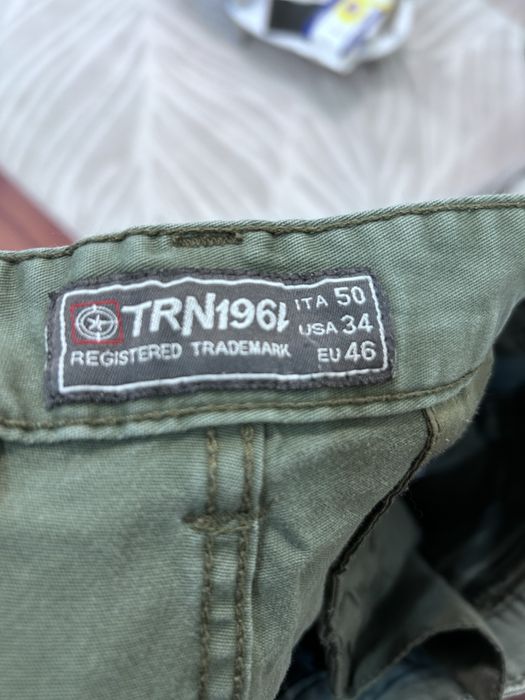 TRN1961
REGISTERED TRADEMARK
ITA 50
USA 34
EU 46